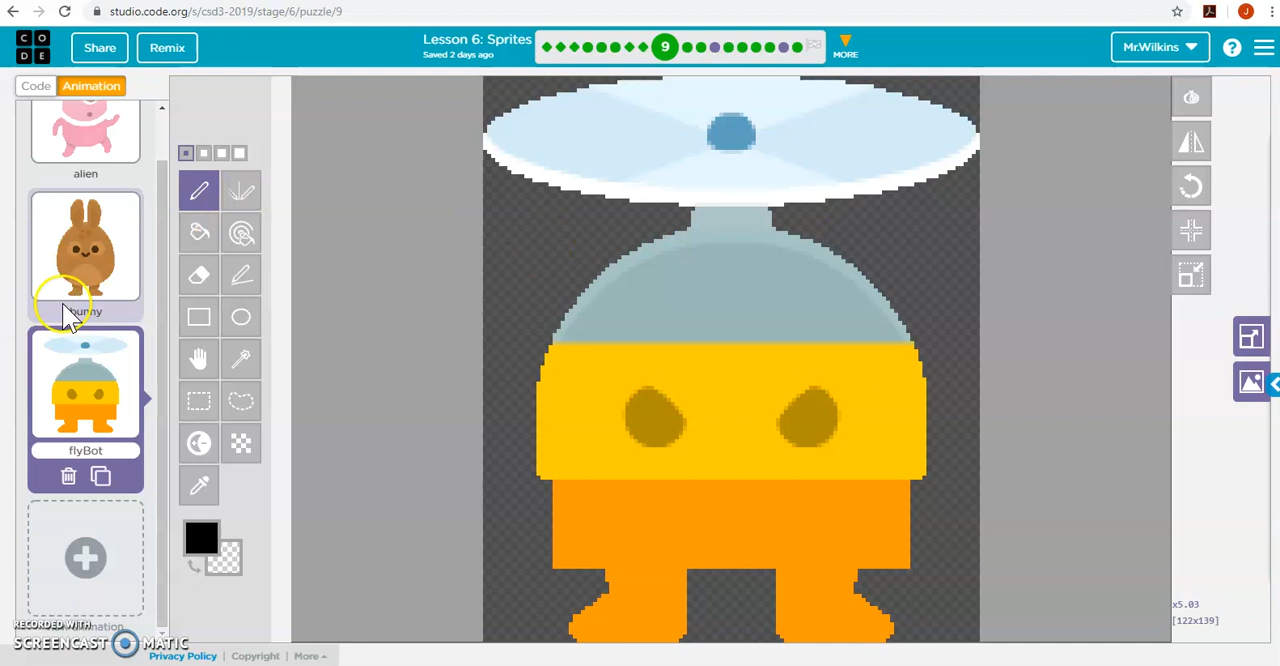 studio.code.org/s/csd3-2019/stage/6/puzzle/9
J
C O
D E
Share
Remix
Lesson 6: Sprites
Saved 2 days ago
9
MORE
Mr.Wilkins
?
Code
Animation
alien
bunny
flyBot
RECORDED WITH
SCREENCAST MATIC
x5.03
[122x139]
Privacy Policy | Copyright | More